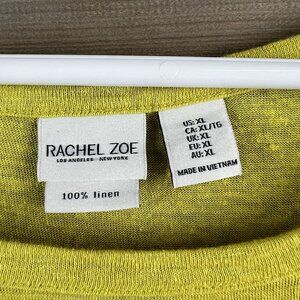 RACHEL ZOE
LOS ANGELES · NEW YORK
100% linen
US: XL
CA: XL/TG
UK: XL
EU: XL
AU: XL
MADE IN VIETNAM